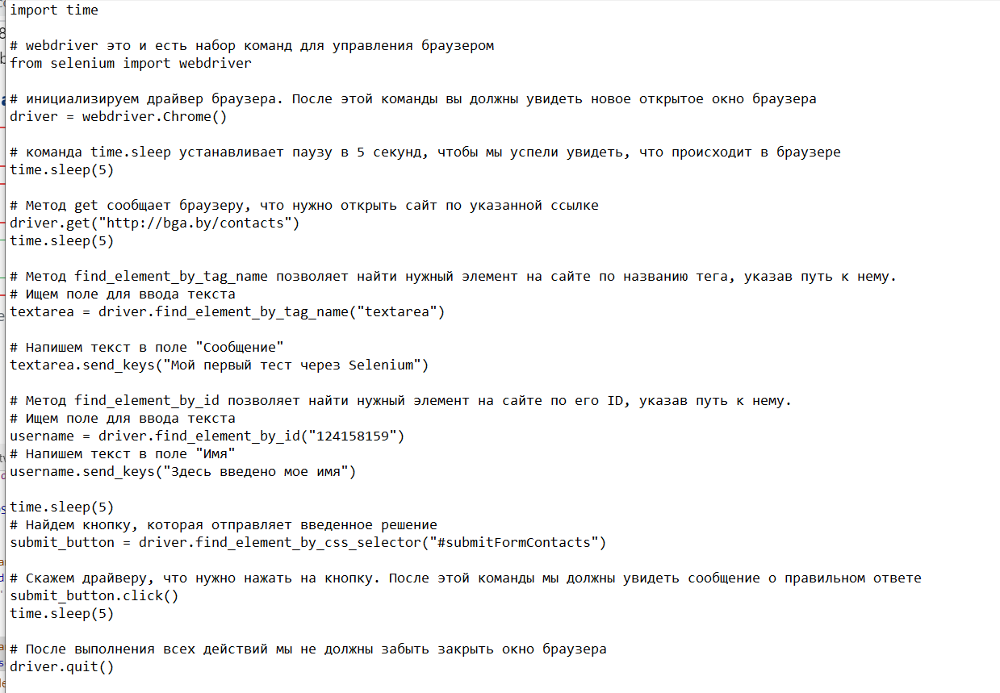 import time
# webdriver это и есть набор команд для управления браузером
from selenium import webdriver
# инициализируем драйвер браузера. После этой команды вы должны увидеть новое открытое окно браузера
driver = webdriver.Chrome()
# команда time.sleep устанавливает паузу в 5 секунд, чтобы мы успели увидеть, что происходит в браузере
time.sleep(5)
# Метод get сообщает браузеру, что нужно открыть сайт по указанной ссылке
driver.get("http://bga.by/contacts")
time.sleep(5)
# Метод find_element_by_tag_name позволяет найти нужный элемент на сайте по названию тега, указав путь к нему.
# Ищем поле для ввода текста
textarea = driver.find_element_by_tag_name("textarea")
# Напишем текст в поле "Сообщение"
textarea.send_keys("Мой первый тест через Selenium")
# Метод find_element_by_id позволяет найти нужный элемент на сайте по его ID, указав путь к нему.
# Ищем поле для ввода текста
username = driver.find_element_by_id("124158159")
# Напишем текст в поле "Имя"
username.send_keys("Здесь введено мое имя")
time.sleep(5)
# Найдем кнопку, которая отправляет введенное решение
submit_button = driver.find_element_by_css_selector("#submitFormContacts")
# Скажем драйверу, что нужно нажать на кнопку. После этой команды мы должны увидеть сообщение о правильном ответе
submit_button.click()
time.sleep(5)
# После выполнения всех действий мы не должны забыть закрыть окно браузера
driver.quit()